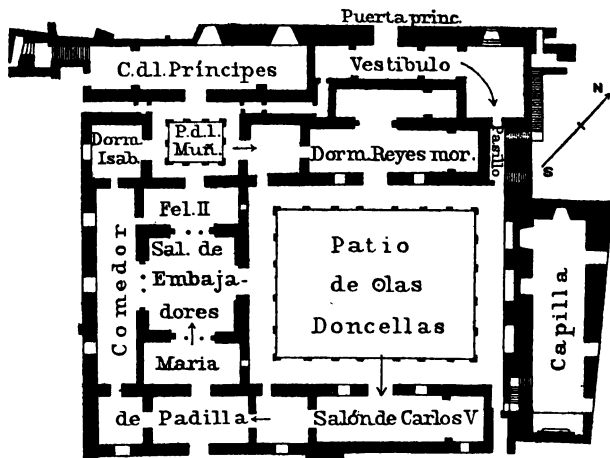 Puerta princ.
C.d.l.Príncipes
Vestíbulo
N
S
Pasillo
Dorm.
Isab.
P.d.l.
Muñ.
Dorm.Reyes mor.
Fel.II
Sal. de
Embaja-
dores
Comedor
Maria
de Padilla
Patio
de las
Doncellas
Salón de Carlos V
Capilla